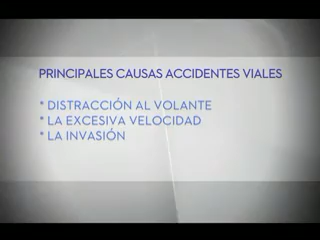 PRINCIPALES CAUSAS ACCIDENTES VIALES
* DISTRACCIÓN AL VOLANTE
* LA EXCESIVA VELOCIDAD
* LA INVASIÓN